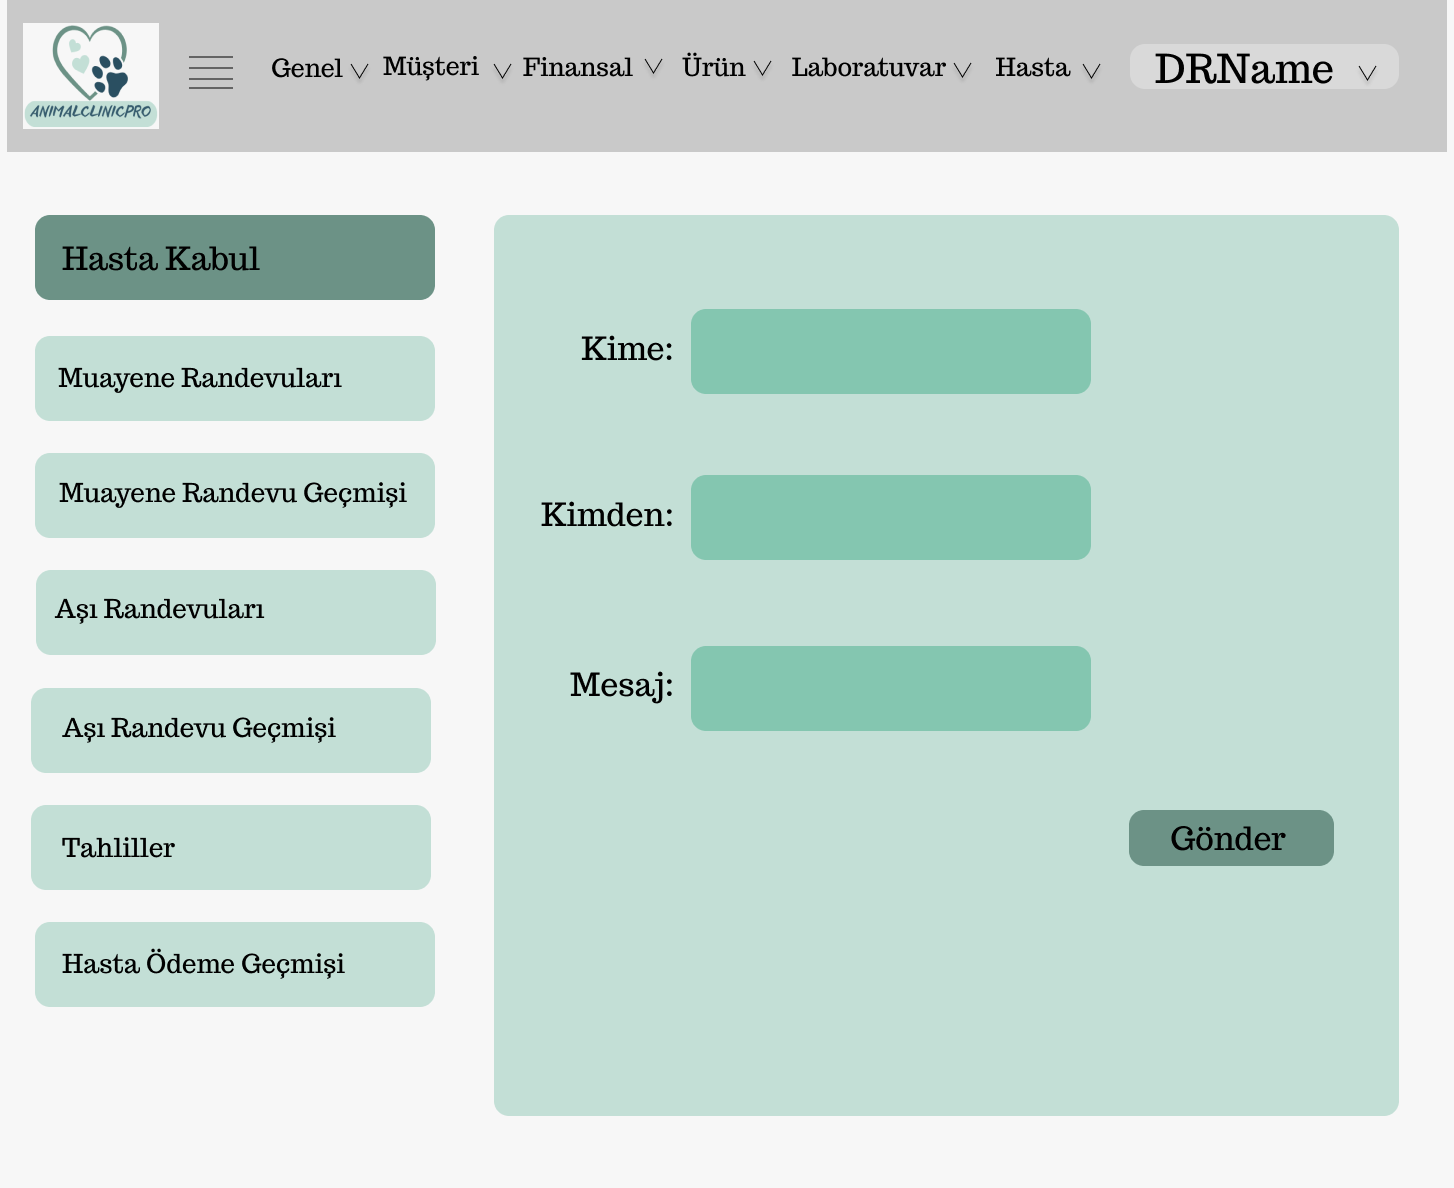 ANIMALCLINICPRO
Genel Müşteri Finansal Ürün Laboratuvar Hasta DRName
Hasta Kabul
Muayene Randevuları
Muayene Randevu Geçmişi
Aşı Randevuları
Aşı Randevu Geçmişi
Tahliller
Hasta Ödeme Geçmişi
Kime:
Kimden:
Mesaj:
Gönder